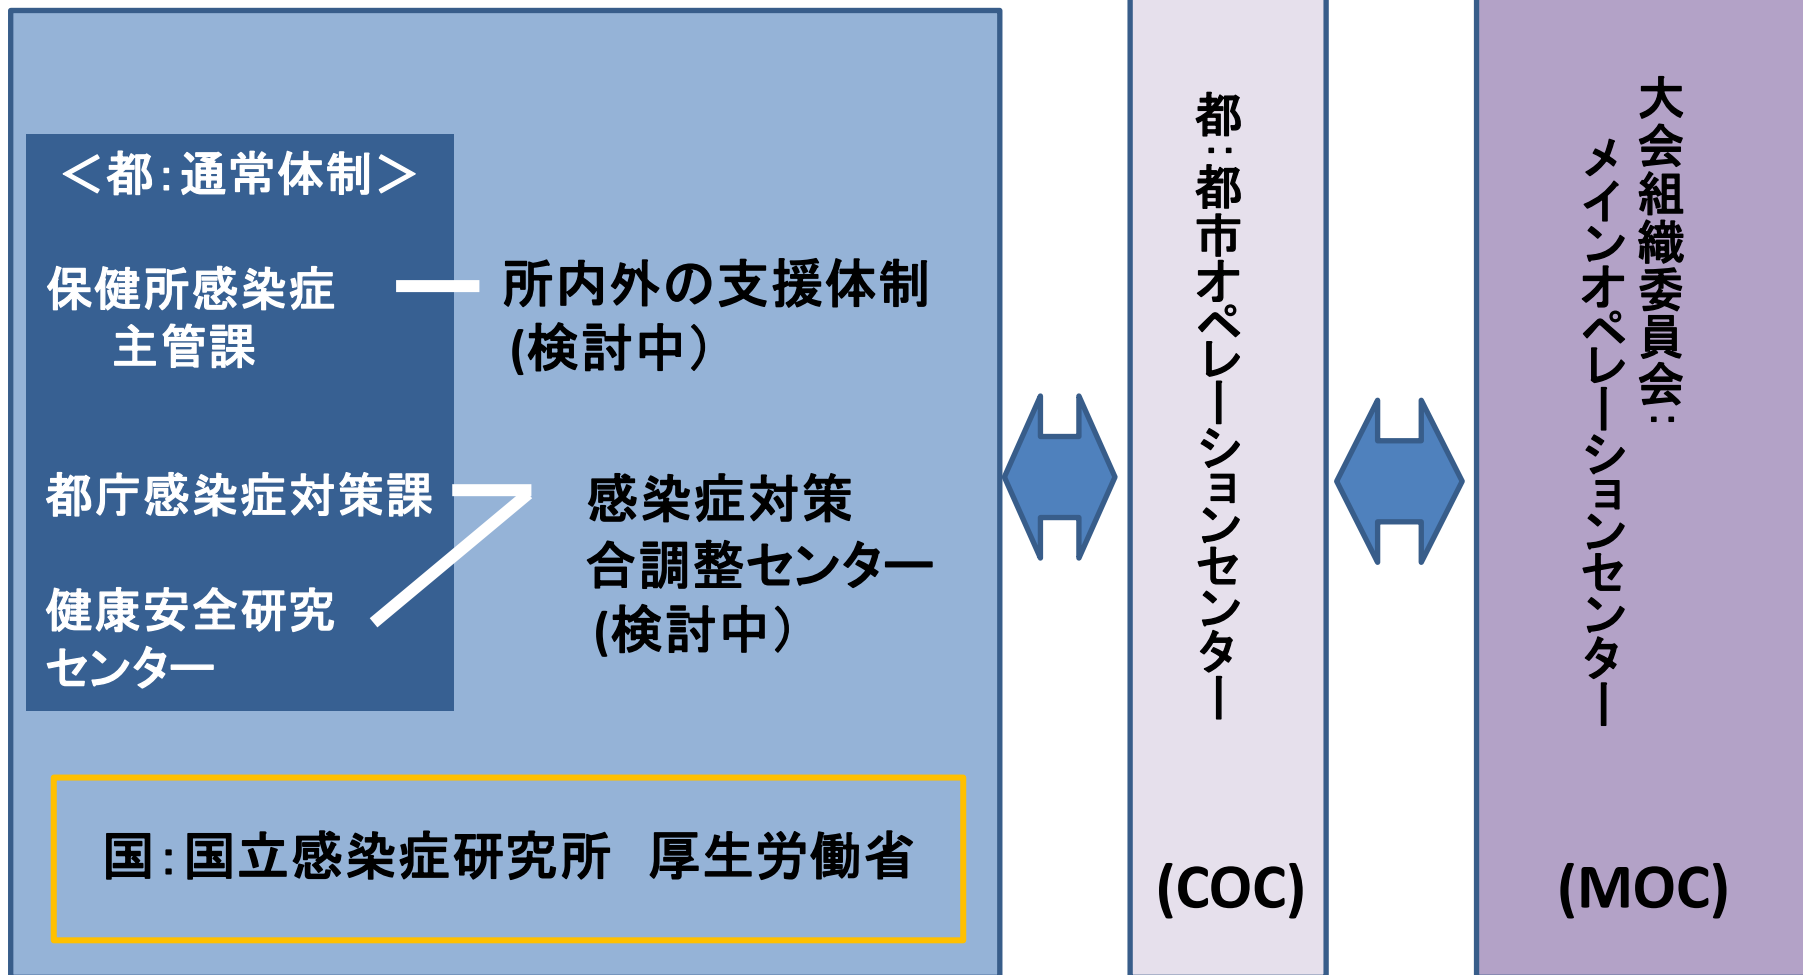 ＜都：通常体制＞
保健所感染症
主管課
都庁感染症対策課
健康安全研究
センター
所内外の支援体制
(検討中）
感染症対策
合調整センター
(検討中）
国：国立感染症研究所　厚生労働省
都：都市オペレーションセンター
(COC)
大会組織委員会：
メインオペレーションセンター
(MOC)